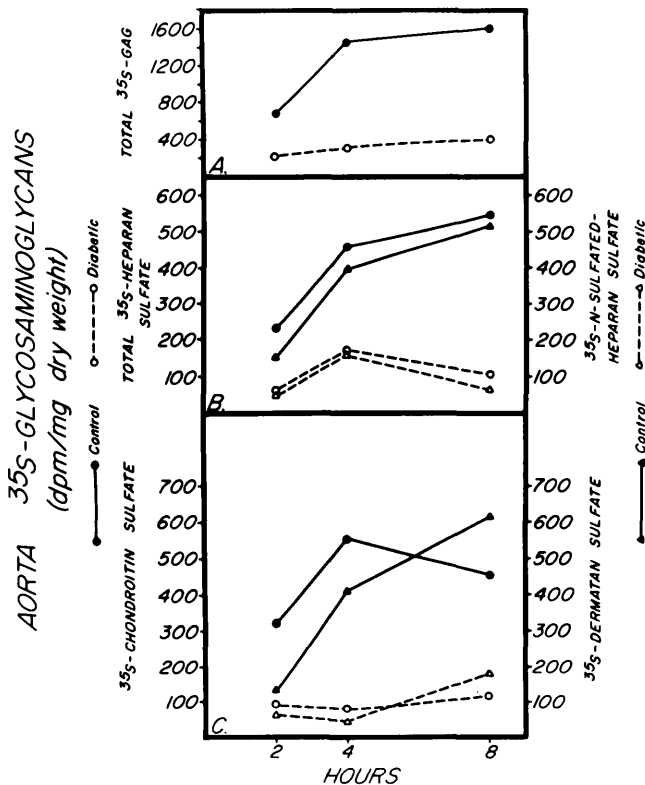 AORTA 35S-GLYCOSAMINOGLYCANS
(dpm/mg dry weight)
Control
Diabetic
TOTAL 35S-GAG
1600
1200
800
400
A.
TOTAL 35S-HEPARAN
SULFATE
600
500
400
300
200
100
B.
600
500
400
300
200
100
35S-N-SULFATED-
HEPARAN SULFATE
35S-CHONDROITIN SULFATE
700
600
500
400
300
200
100
C.
700
600
500
400
300
200
100
35S-DERMATAN SULFATE
Control
Diabetic
2 4 8
HOURS